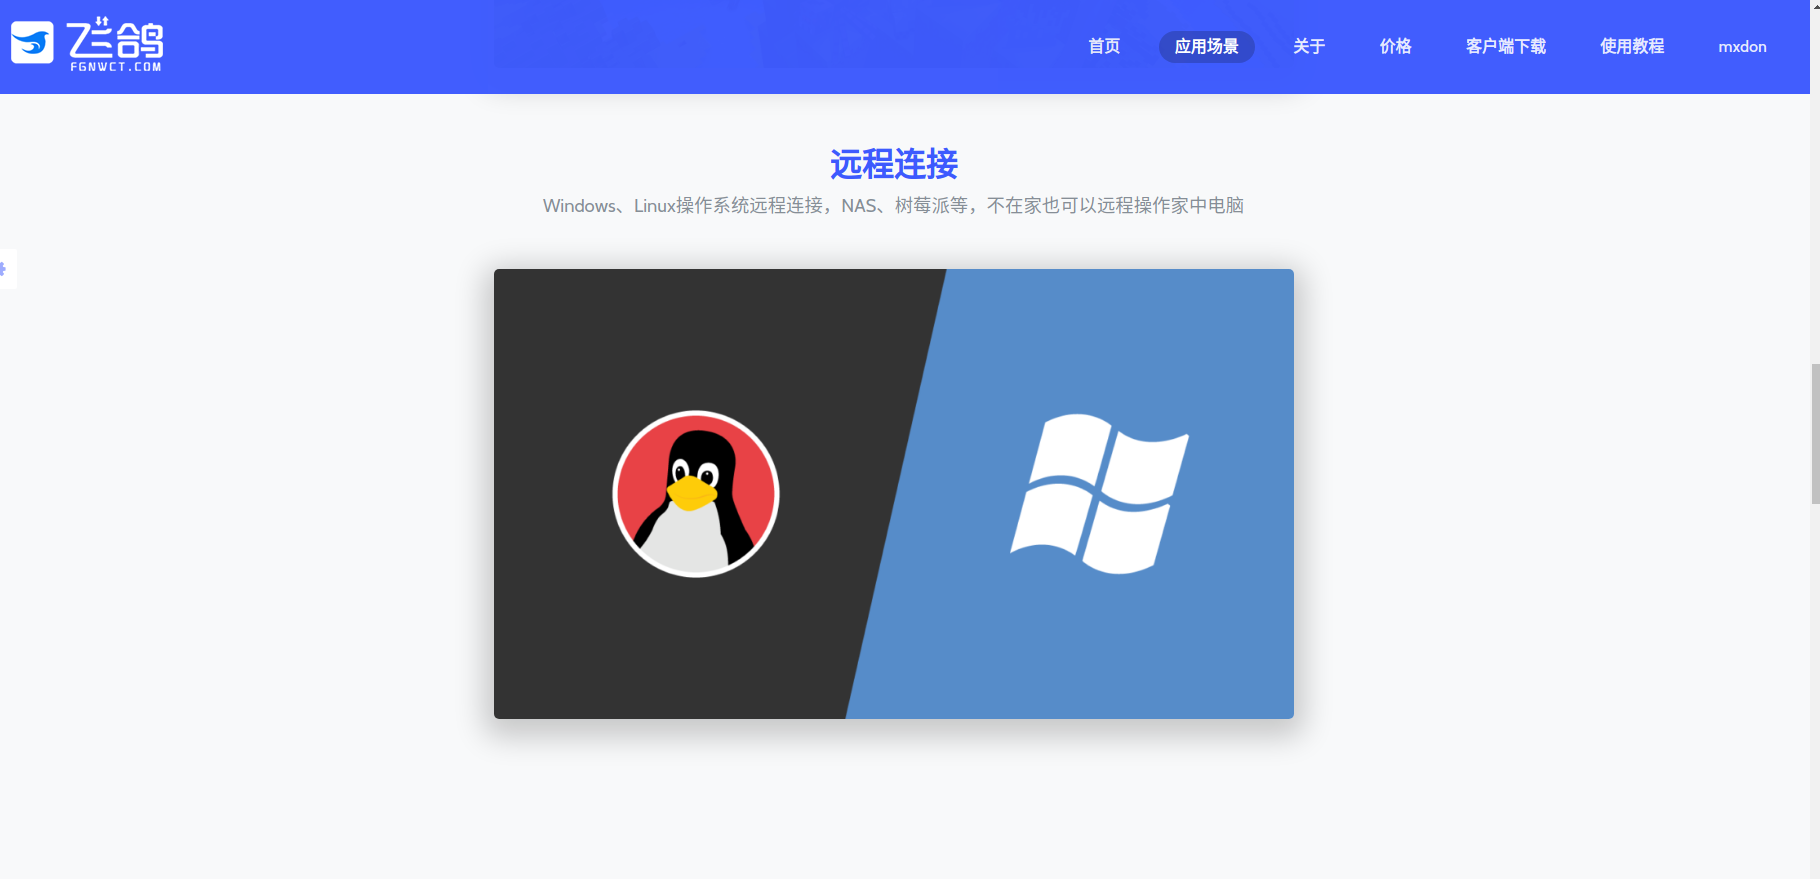 飞鸽
FGNWCT.COM
首页 应用场景 关于 价格 客户端下载 使用教程 mxdon
远程连接
Windows、Linux操作系统远程连接，NAS、树莓派等，不在家也可以远程操作家中电脑